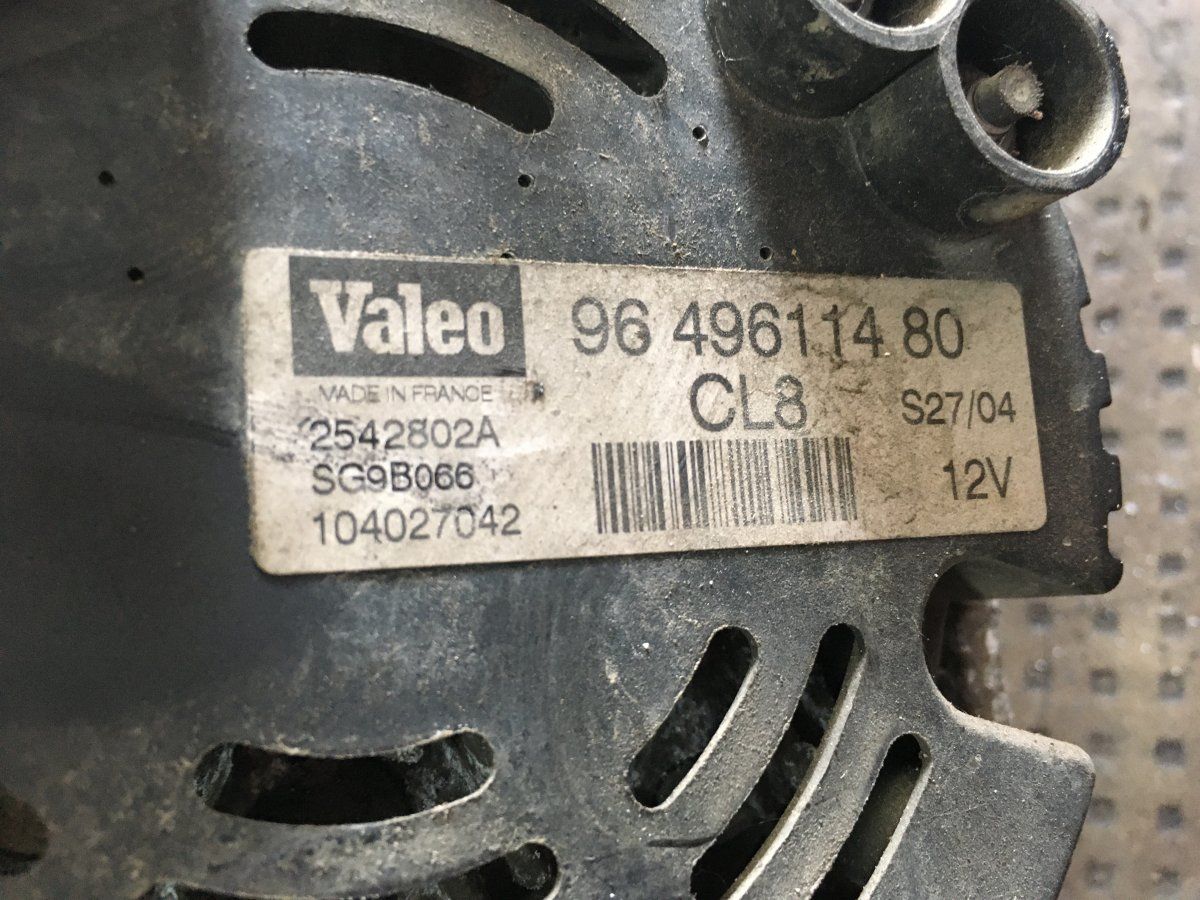 Valeo
MADE IN FRANCE
2542802A
SG9B066
104027042
96 496114 80
CL8
S27/04
12V